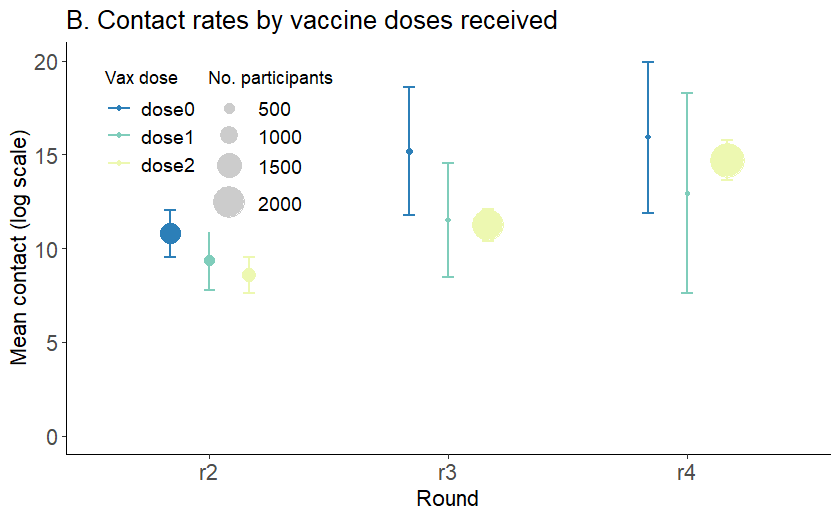 B. Contact rates by vaccine doses received
Mean contact (log scale)
20
15
10
5
0
Vax dose
dose0
dose1
dose2
No. participants
500
1000
1500
2000
r2
r3
r4
Round